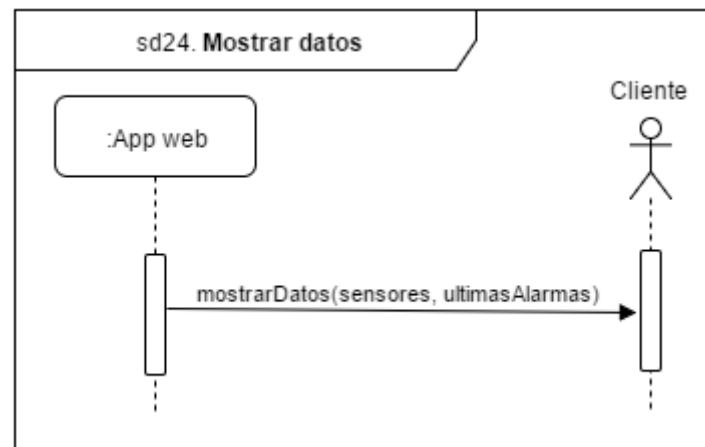 sd24. Mostrar datos
Cliente
:App web
mostrarDatos(sensores, ultimasAlarmas)